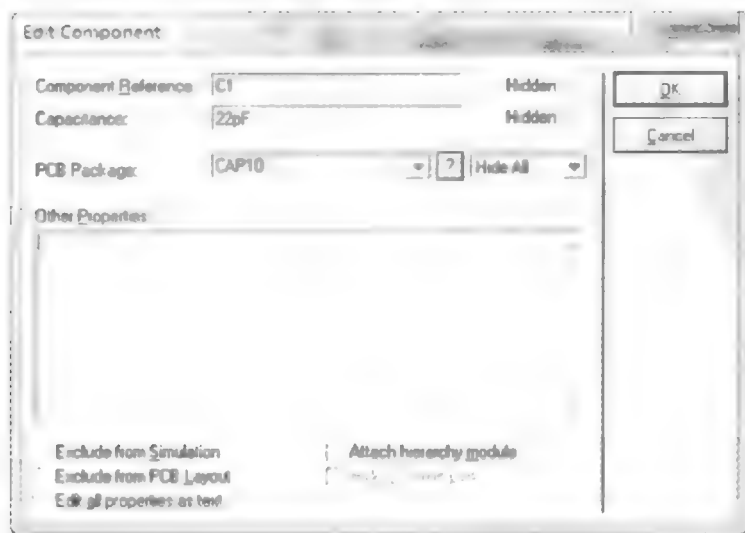 Edit Component
Component Reference: C1 Hidden OK
Capacitance: 22pF Hidden Cancel
PCB Package: CAP10 ? Hide All
Other Properties:
Exclude from Simulation Attach hierarchy module
Exclude from PCB Layout
Edit all properties as text